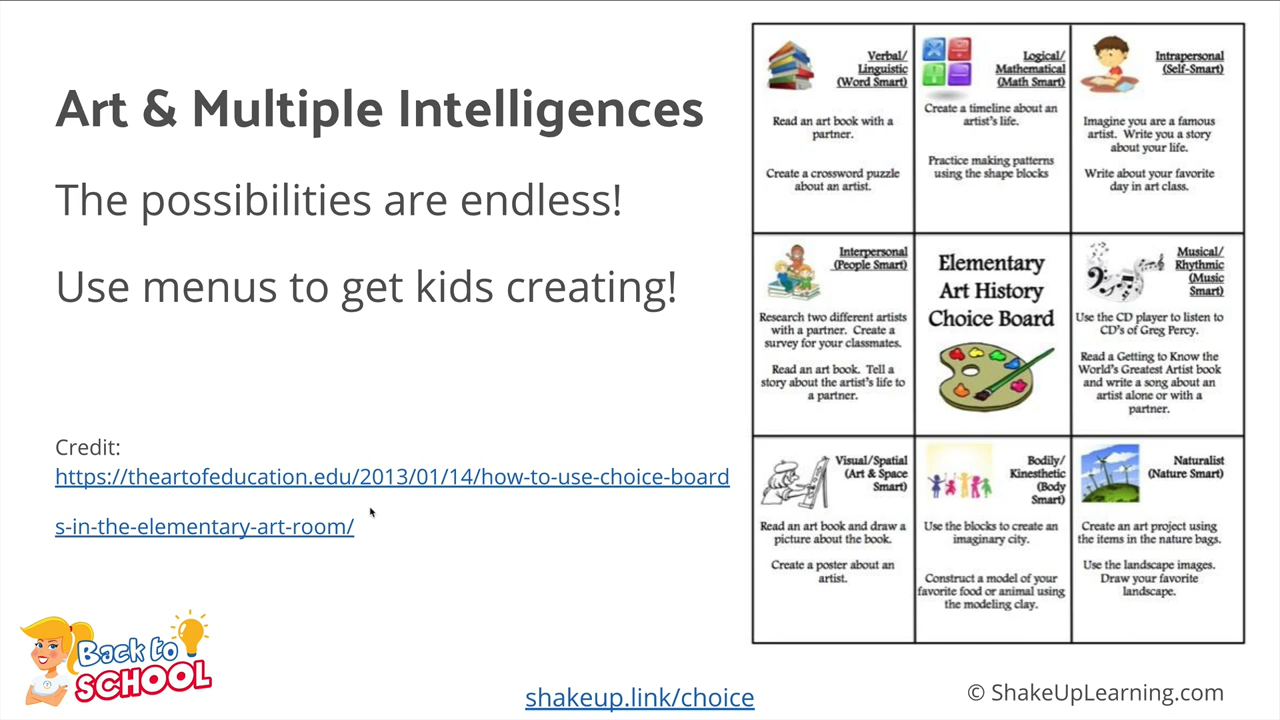 Art & Multiple Intelligences
The possibilities are endless!
Use menus to get kids creating!
Credit:
https://theartofeducation.edu/2013/01/14/how-to-use-choice-board
s-in-the-elementary-art-room/
Verbal/
Linguistic
(Word Smart)
Read an art book with a
partner.
Create a crossword puzzle
about an artist.
Logical/
Mathematical
(Math Smart)
Create a timeline about an
artist's life.
Practice making patterns
using the shape blocks
Intrapersonal
(Self-Smart)
Imagine you are a famous
artist. Write you a story
about your life.
Write about your favorite
day in art class.
Interpersonal
(People Smart)
Research two different artists
with a partner. Create a
survey for your classmates.
Read an art book. Tell a
story about the artist's life to
a partner.
Elementary
Art History
Choice Board
Musical/
Rhythmic
(Music
Smart)
Use the CD player to listen to
CD's of Greg Percy.
Read a Getting to Know the
World's Greatest Artist book
and write a song about an
artist alone or with a
partner.
Visual/Spatial
(Art & Space
Smart)
Read an art book and draw a
picture about the book.
Create a poster about an
artist.
Bodily/
Kinesthetic
(Body
Smart)
Use the blocks to create an
imaginary city.
Construct a model of your
favorite food or animal using
the modeling clay.
Naturalist
(Nature Smart)
Create an art project using
the items in the nature bags.
Use the landscape images.
Draw your favorite
landscape.
Back to
SCHOOL
shakeup.link/choice
© ShakeUpLearning.com